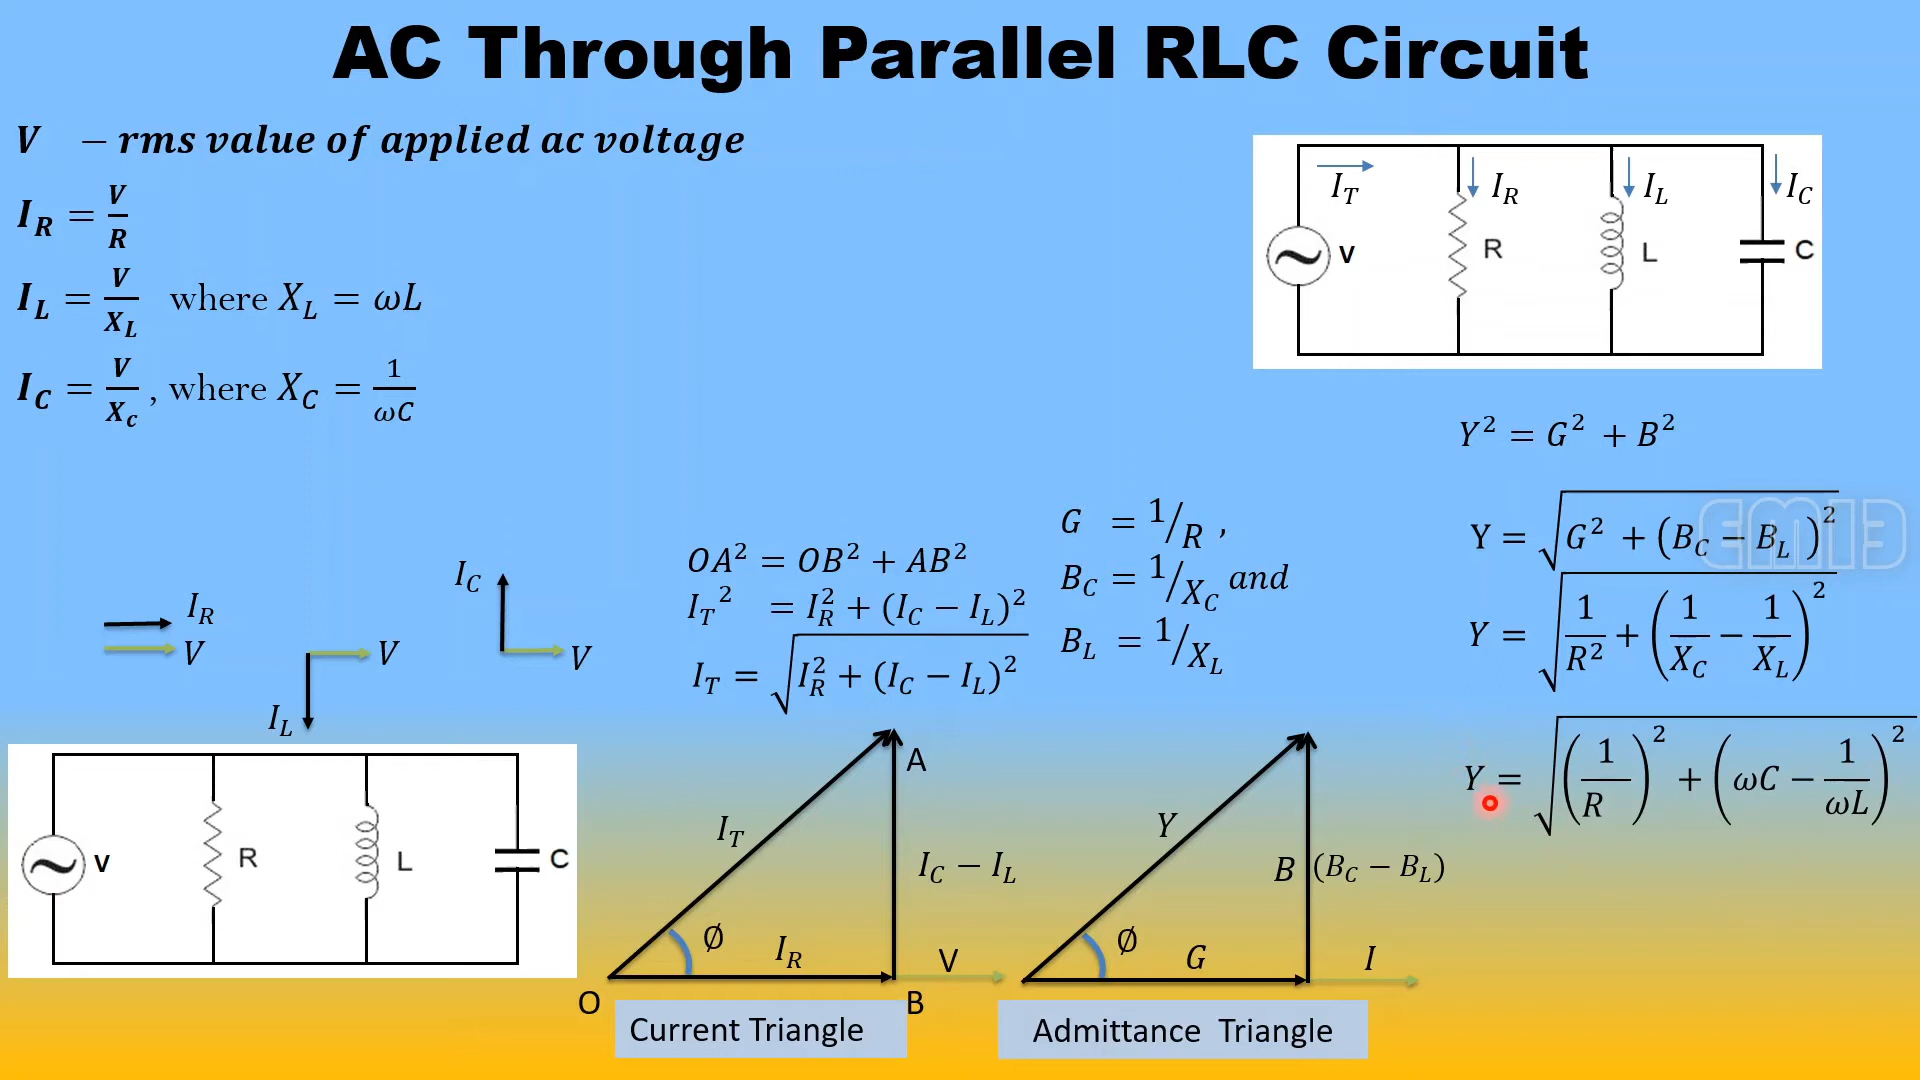 AC Through Parallel RLC Circuit
V – rms value of applied ac voltage
I_R = V/R
I_L = V/X_L where X_L = ωL
I_C = V/X_c , where X_C = 1/ωC
I_T I_R I_L I_C
V R L C
Y² = G² + B²
Y = √(G² + (B_C − B_L)²)
EMI3
Y = √(1/R² + (1/X_C − 1/X_L)²)
Y = √((1/R)² + (ωC − 1/ωL)²)
G = 1/R ,
B_C = 1/X_C and
B_L = 1/X_L
OA² = OB² + AB²
I_T² = I_R² + (I_C − I_L)²
I_T = √(I_R² + (I_C − I_L)²)
I_R
V
V
I_L
I_C
V
V R L C
A
I_T
I_C − I_L
Ø
I_R
V
O
B
Current Triangle
Y
B (B_C − B_L)
Ø
G
I
Admittance Triangle